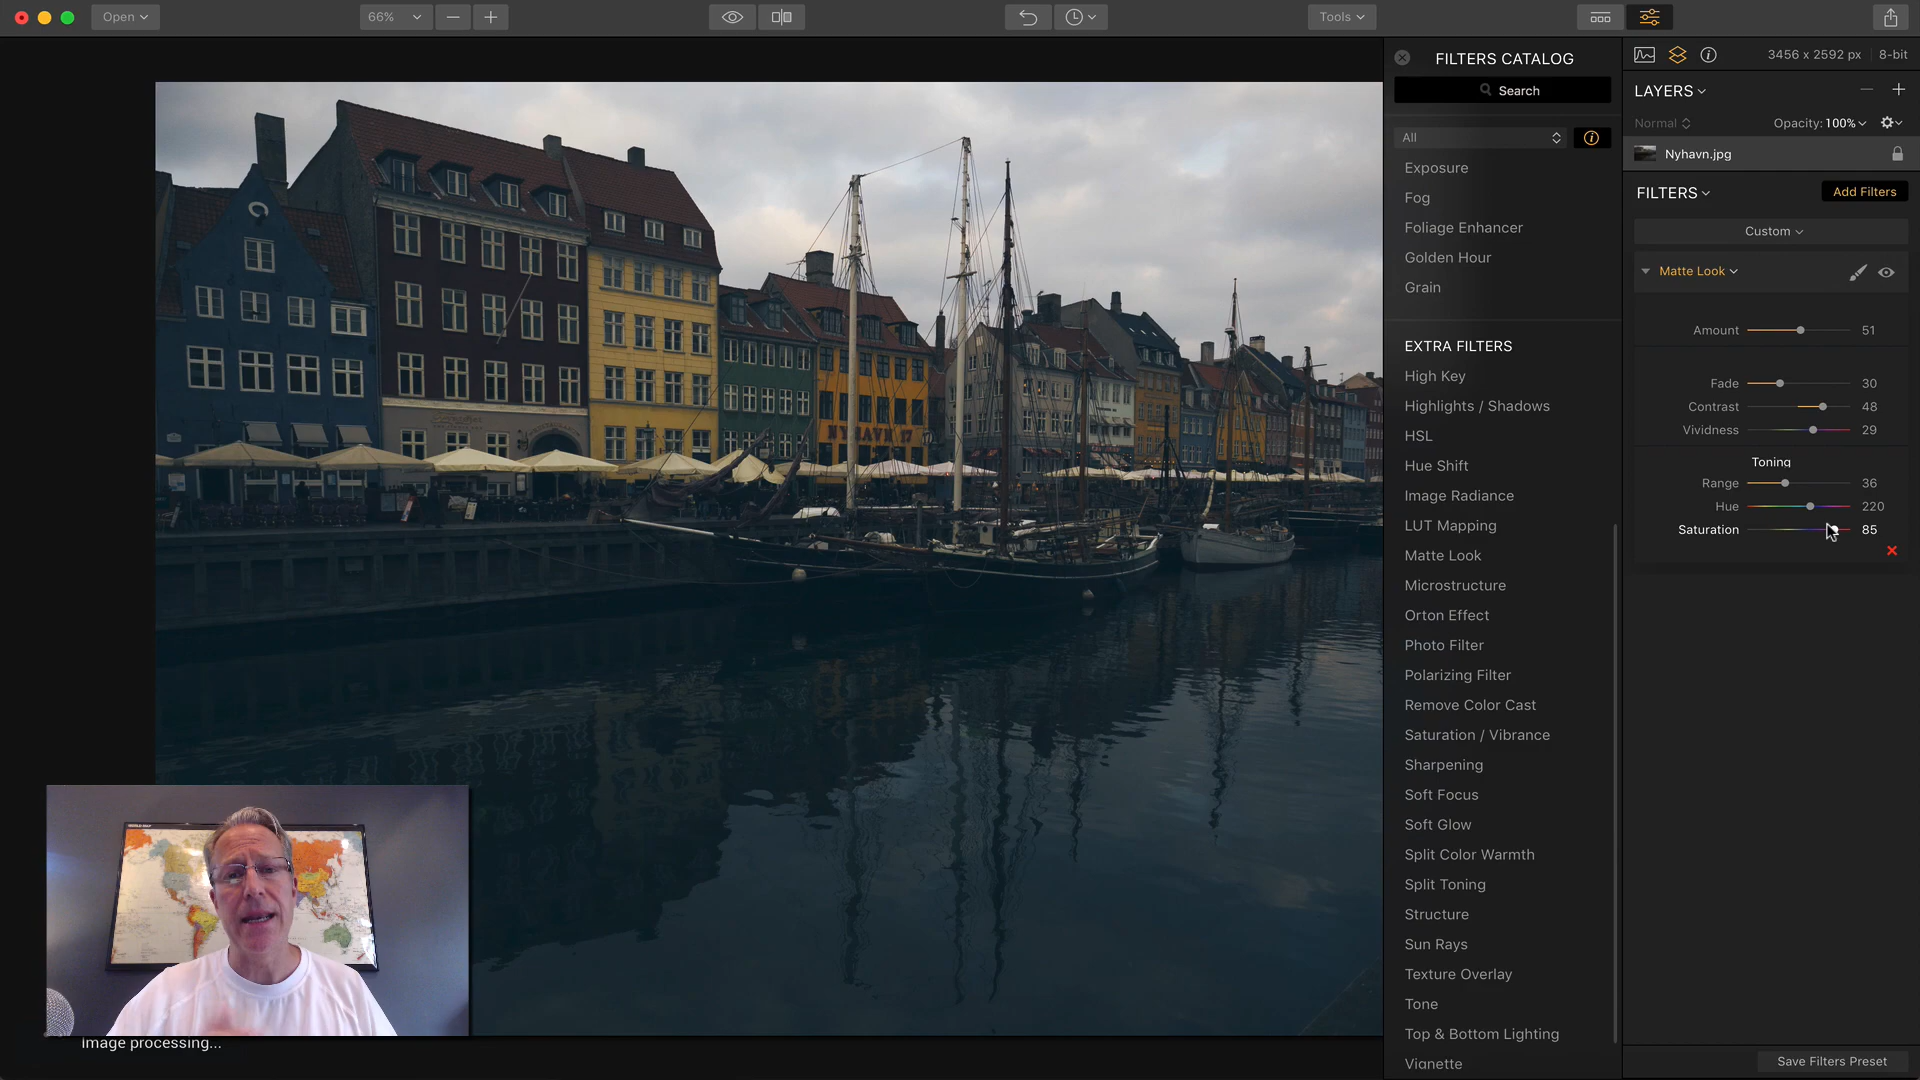 Open
66%
Tools
FILTERS CATALOG
Search
All
Exposure
Fog
Foliage Enhancer
Golden Hour
Grain
EXTRA FILTERS
High Key
Highlights / Shadows
HSL
Hue Shift
Image Radiance
LUT Mapping
Matte Look
Microstructure
Orton Effect
Photo Filter
Polarizing Filter
Remove Color Cast
Saturation / Vibrance
Sharpening
Soft Focus
Soft Glow
Split Color Warmth
Split Toning
Structure
Sun Rays
Texture Overlay
Tone
Top & Bottom Lighting
Vignette
3456 x 2592 px 8-bit
LAYERS
Normal Opacity: 100%
Nyhavn.jpg
FILTERS Add Filters
Custom
Matte Look
Amount 51
Fade 30
Contrast 48
Vividness 29
Toning
Range 36
Hue 220
Saturation 85
Save Filters Preset
NYHAVN 17
Image processing...